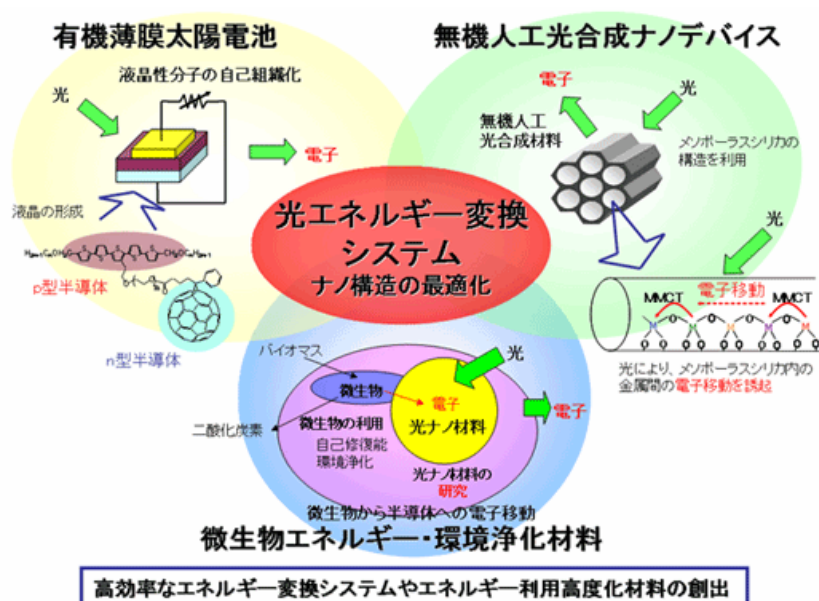 有機薄膜太陽電池
液晶性分子の自己組織化
光
電子
液晶の形成
p型半導体
n型半導体
無機人工光合成ナノデバイス
電子
光
無機人工
光合成材料
メソポーラスシリカの
構造を利用
光
MMCT
電子移動
MMCT
光により、メソポーラスシリカ内の
金属間の電子移動を誘起
光エネルギー変換
システム
ナノ構造の最適化
バイオマス
光
微生物
電子
電子
光ナノ材料
二酸化炭素
微生物の利用
自己修復能
環境浄化
光ナノ材料の
研究
微生物から半導体への電子移動
微生物エネルギー・環境浄化材料
高効率なエネルギー変換システムやエネルギー利用高度化材料の創出